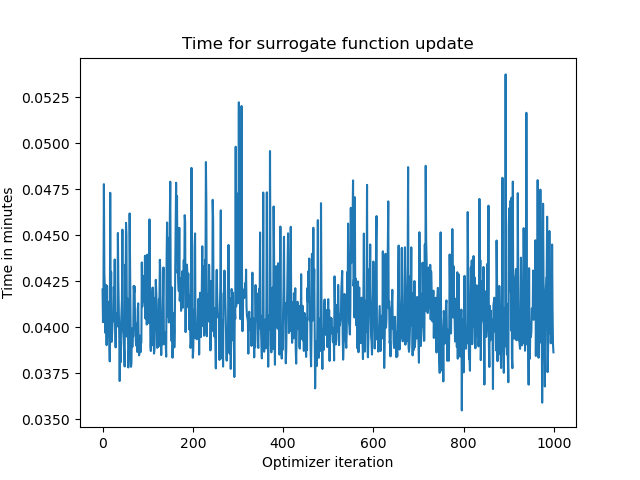 Time for surrogate function update
0.0525
0.0500
0.0475
0.0450
0.0425
0.0400
0.0375
0.0350
Time in minutes
0 200 400 600 800 1000
Optimizer iteration